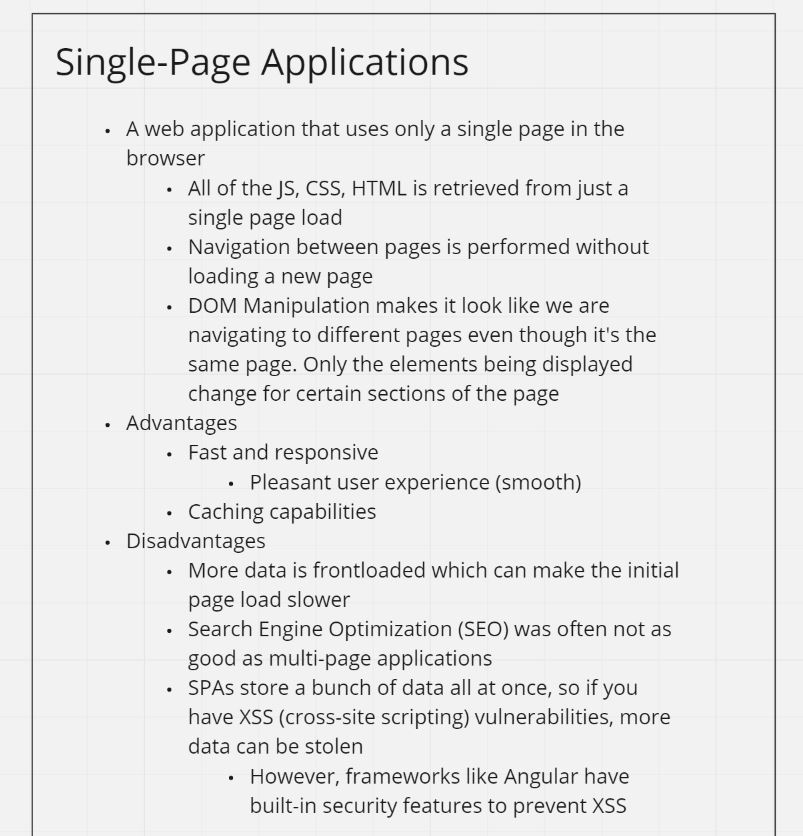 Single-Page Applications
• A web application that uses only a single page in the
browser
• All of the JS, CSS, HTML is retrieved from just a
single page load
• Navigation between pages is performed without
loading a new page
• DOM Manipulation makes it look like we are
navigating to different pages even though it's the
same page. Only the elements being displayed
change for certain sections of the page
• Advantages
• Fast and responsive
• Pleasant user experience (smooth)
• Caching capabilities
• Disadvantages
• More data is frontloaded which can make the initial
page load slower
• Search Engine Optimization (SEO) was often not as
good as multi-page applications
• SPAs store a bunch of data all at once, so if you
have XSS (cross-site scripting) vulnerabilities, more
data can be stolen
• However, frameworks like Angular have
built-in security features to prevent XSS